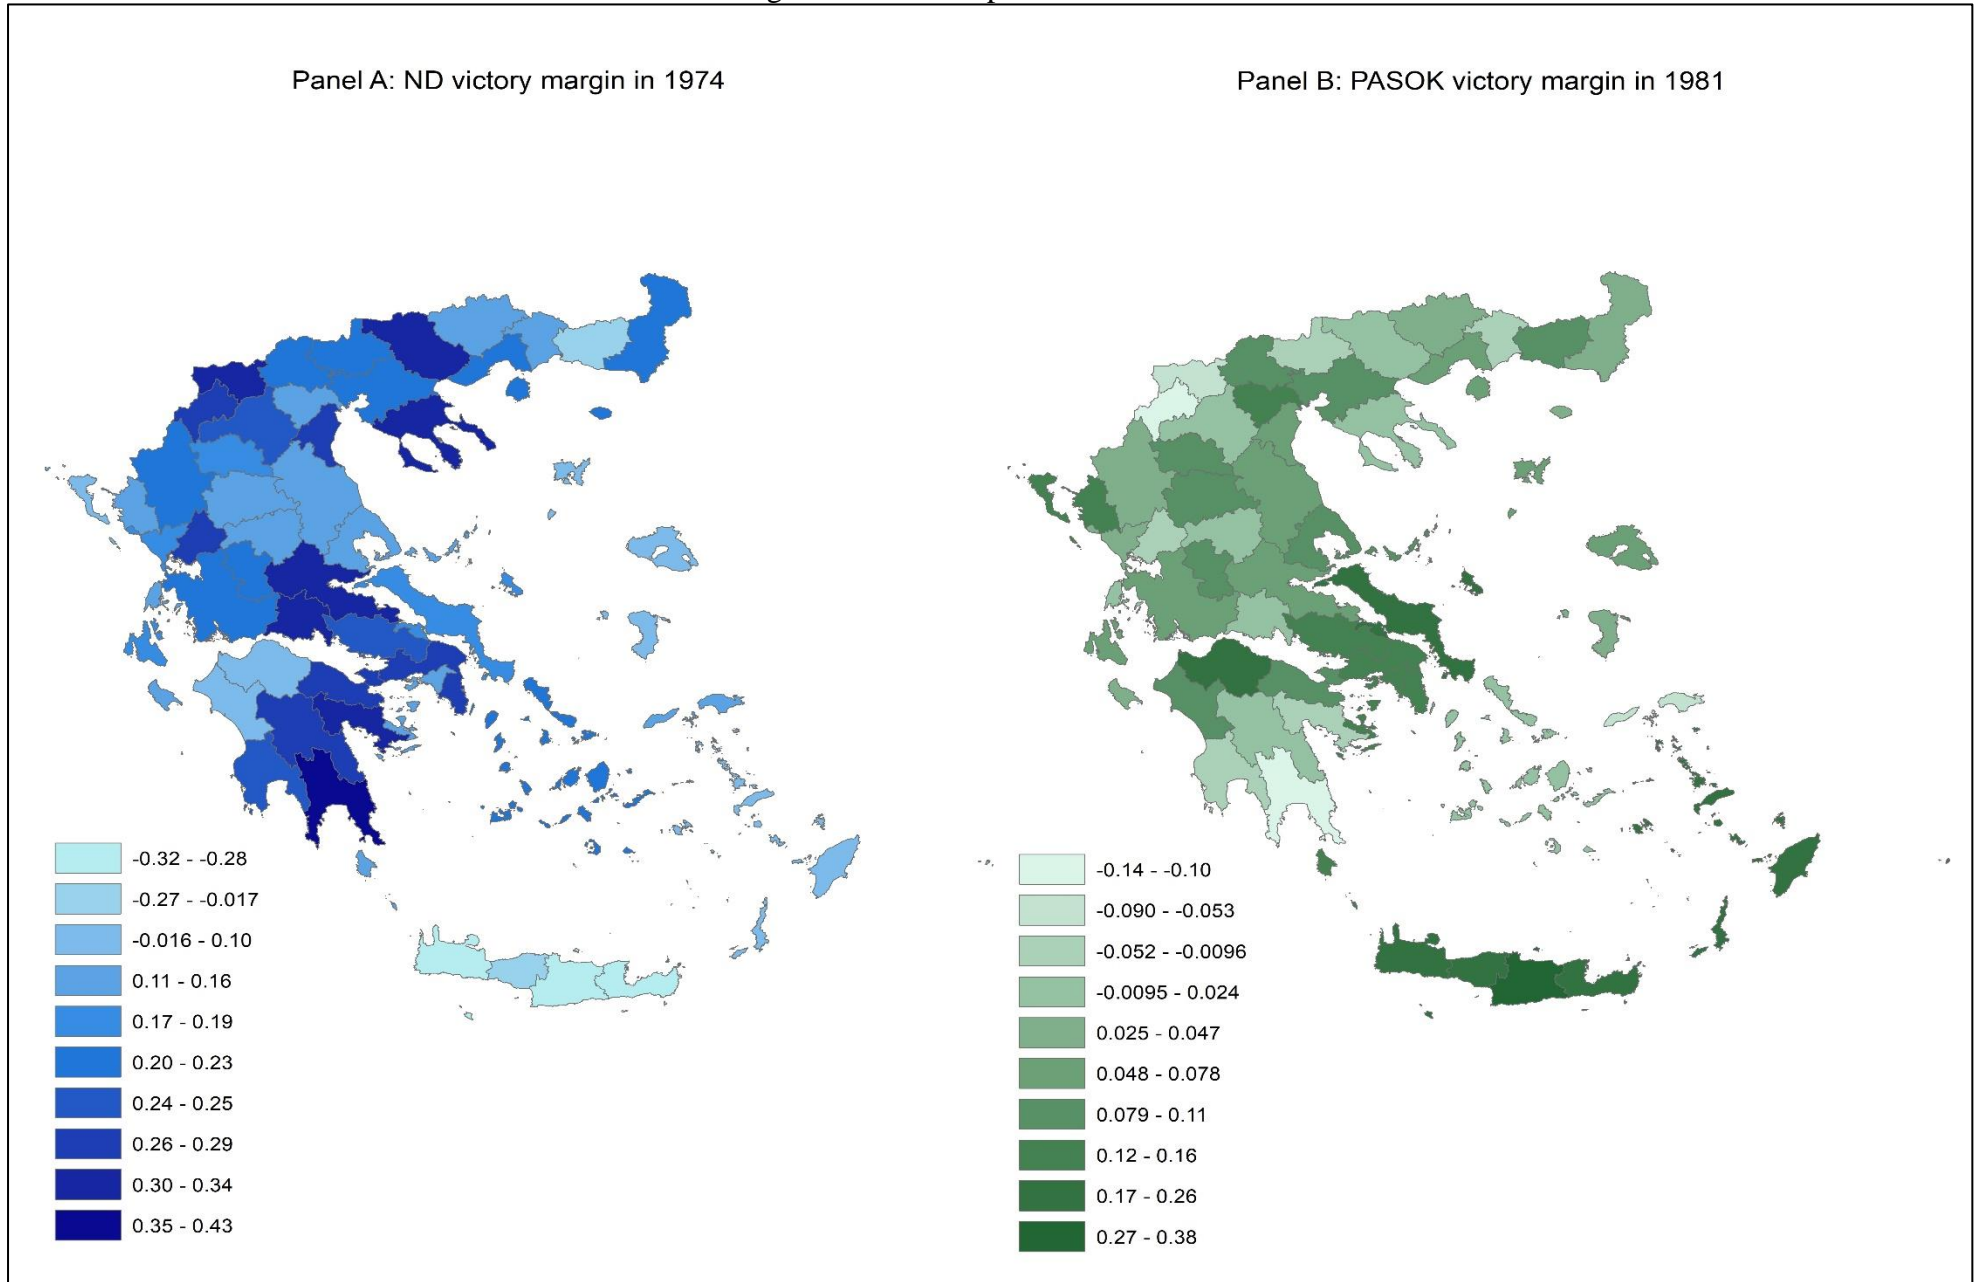 Panel A: ND victory margin in 1974
Panel B: PASOK victory margin in 1981
-0.32 - -0.28
-0.27 - -0.017
-0.016 - 0.10
0.11 - 0.16
0.17 - 0.19
0.20 - 0.23
0.24 - 0.25
0.26 - 0.29
0.30 - 0.34
0.35 - 0.43
-0.14 - -0.10
-0.090 - -0.053
-0.052 - -0.0096
-0.0095 - 0.024
0.025 - 0.047
0.048 - 0.078
0.079 - 0.11
0.12 - 0.16
0.17 - 0.26
0.27 - 0.38